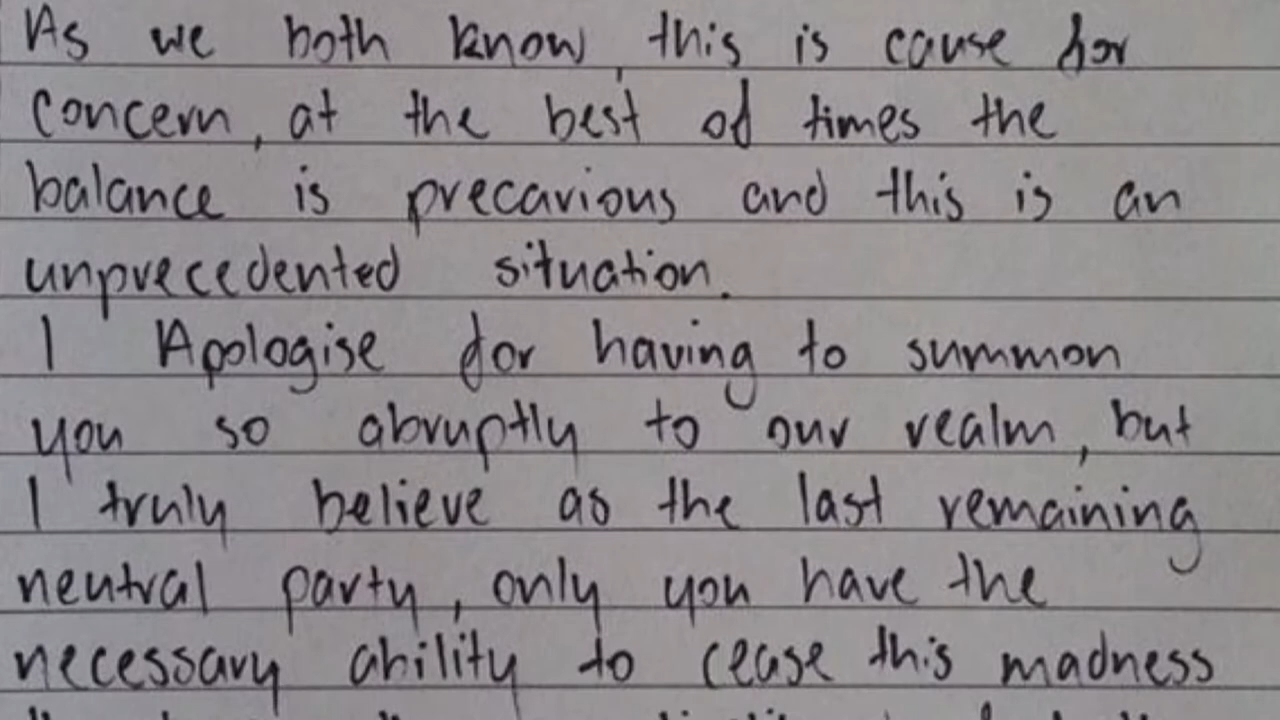 As we both know, this is cause for
concern, at the best of times the
balance is precarious and this is an
unprecedented situation.
I Apologise for having to summon
you so abruptly to our realm, but
I truly believe as the last remaining
neutral party, only you have the
necessary ability to cease this madness